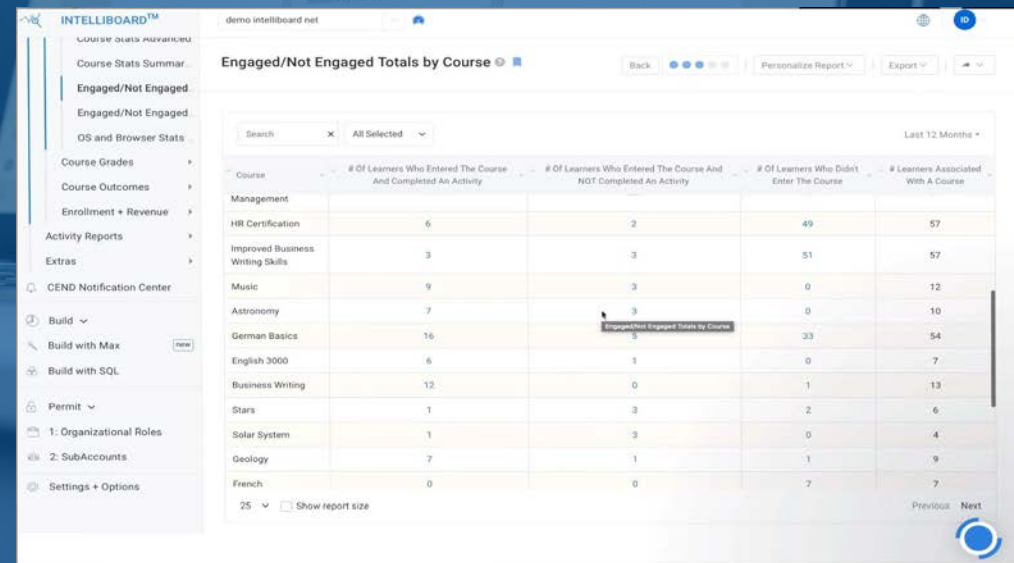 INTELLIBOARD™
demo intelliboard net
ID
Course Stats Advanced
Course Stats Summar
Engaged/Not Engaged
Engaged/Not Engaged
OS and Browser Stats
Course Grades
Course Outcomes
Enrollment + Revenue
Activity Reports
Extras
CEND Notification Center
Build
Build with Max new
Build with SQL
Permit
1: Organizational Roles
2: SubAccounts
Settings + Options
Engaged/Not Engaged Totals by Course
Back
Personalize Report
Export
Search × All Selected
Last 12 Months
Course # Of Learners Who Entered The Course And Completed An Activity # Of Learners Who Entered The Course And NOT Completed An Activity # Of Learners Who Didn't Enter The Course # Learners Associated With A Course
Management
HR Certification 6 2 49 57
Improved Business Writing Skills 3 3 51 57
Music 9 3 0 12
Astronomy 7 3 0 10
Engaged/Not Engaged Totals by Course
German Basics 16 5 33 54
English 3000 6 1 0 7
Business Writing 12 0 1 13
Stars 1 3 2 6
Solar System 1 3 0 4
Geology 7 1 1 9
French 0 0 7 7
25 Show report size
Previous Next